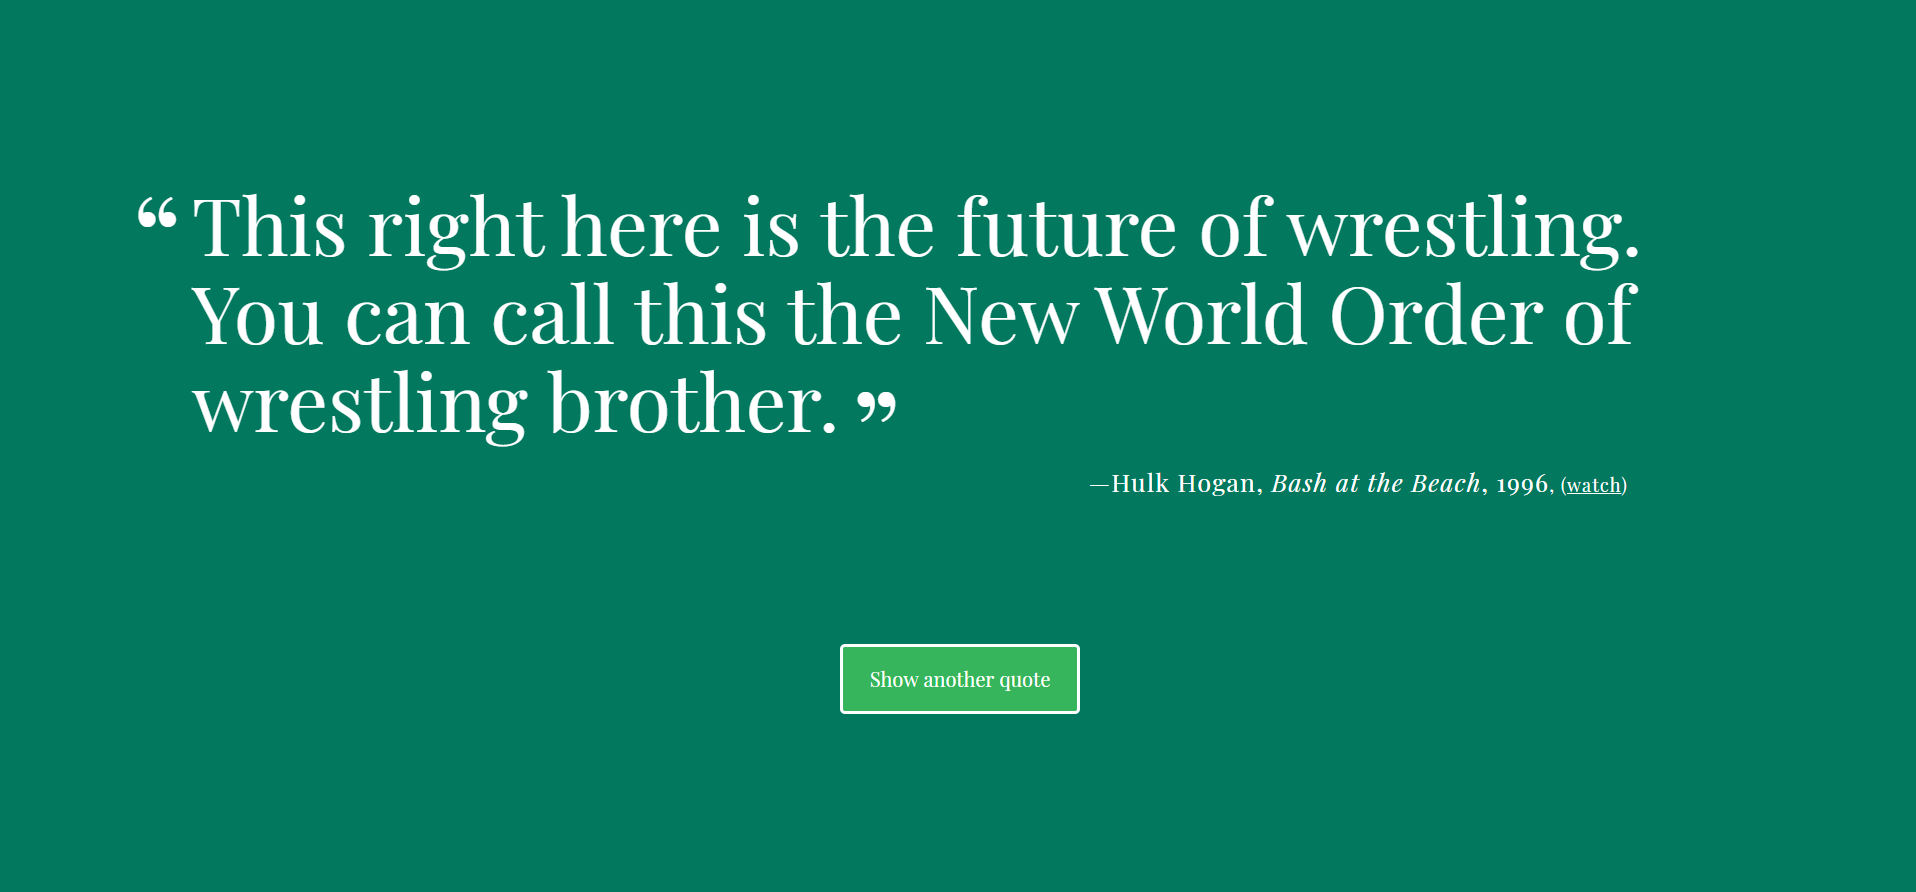 “ This right here is the future of wrestling.
You can call this the New World Order of
wrestling brother. ”
—Hulk Hogan, Bash at the Beach, 1996, (watch)
Show another quote